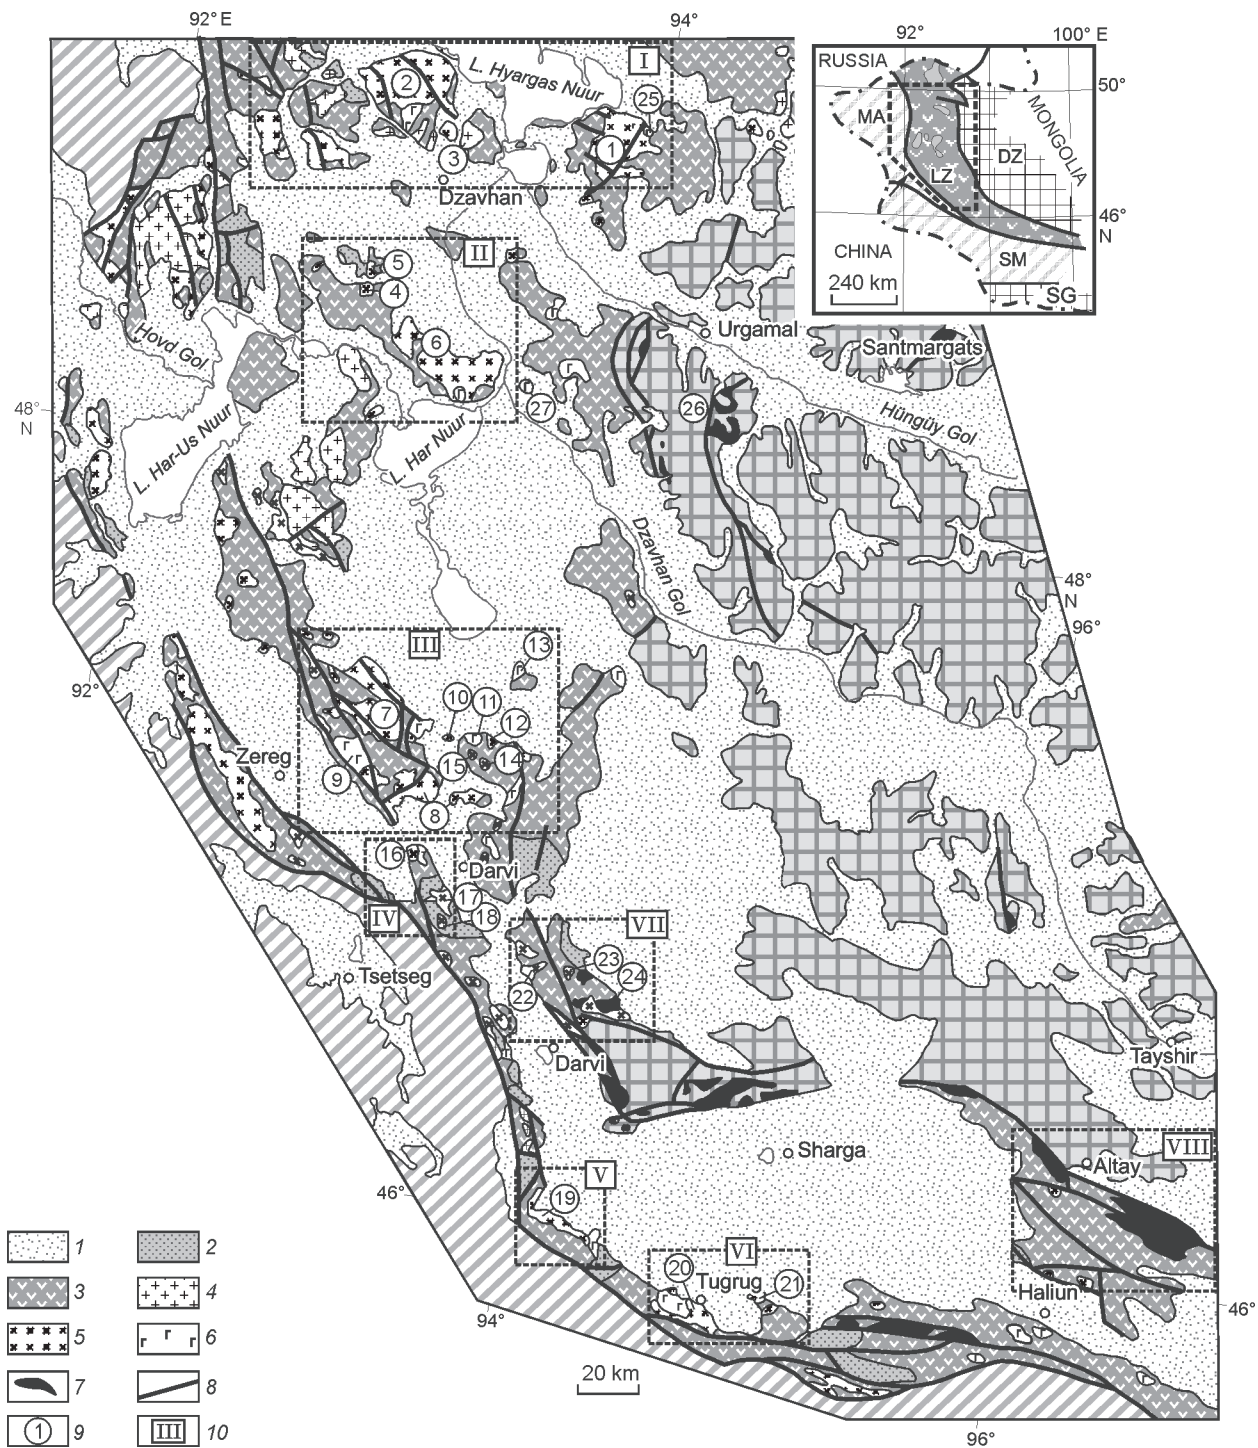 92° E
94°
I
L. Hyargas Nuur
2
25
1
3
Dzavhan
92°
100° E
RUSSIA
50°
MA
MONGOLIA
DZ
LZ
46°
N
CHINA
SM
240 km
SG
II
5
4
6
Hovd Gol
Urgamal
Santmargats
27
26
48°
N
L. Har-Us Nuur
L. Har Nuur
Hüngüy Gol
Dzavhan Gol
48°
N
96°
III
13
92°
10
11
12
7
Zereg
9
15
14
8
16
Darvi
17
IV
18
VII
23
24
Tsetseg
22
Darvi
Tayshir
Sharga
VIII
Altay
46°
V
19
VI
20
Tugrug
21
Haliun
46°
94°
20 km
96°
1
2
3
4
5
6
7
8
1
9
III
10